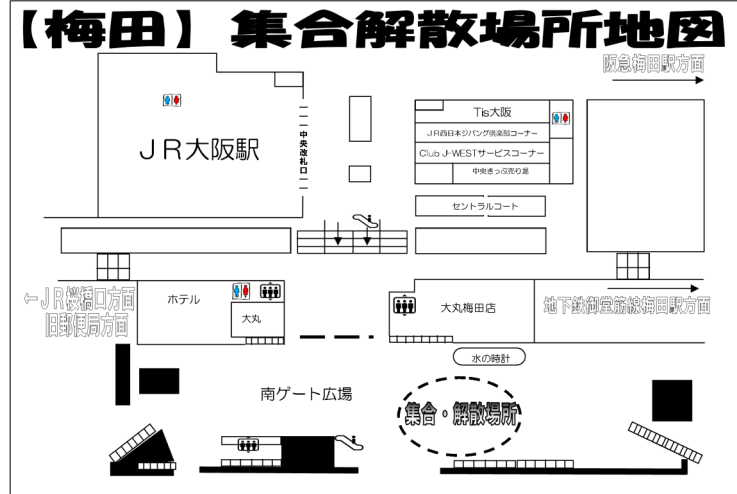 【梅田】集合解散場所地図
阪急梅田駅方面
Tis大阪
JR西日本ジパング倶楽部コーナー
Club J-WESTサービスコーナー
中央きっぷ売り場
JR大阪駅
中央改札口
セントラルコート
←JR桜橋口方面
旧郵便局方面
ホテル
大丸
大丸梅田店
地下鉄御堂筋線梅田駅方面
水の時計
南ゲート広場
集合・解散場所